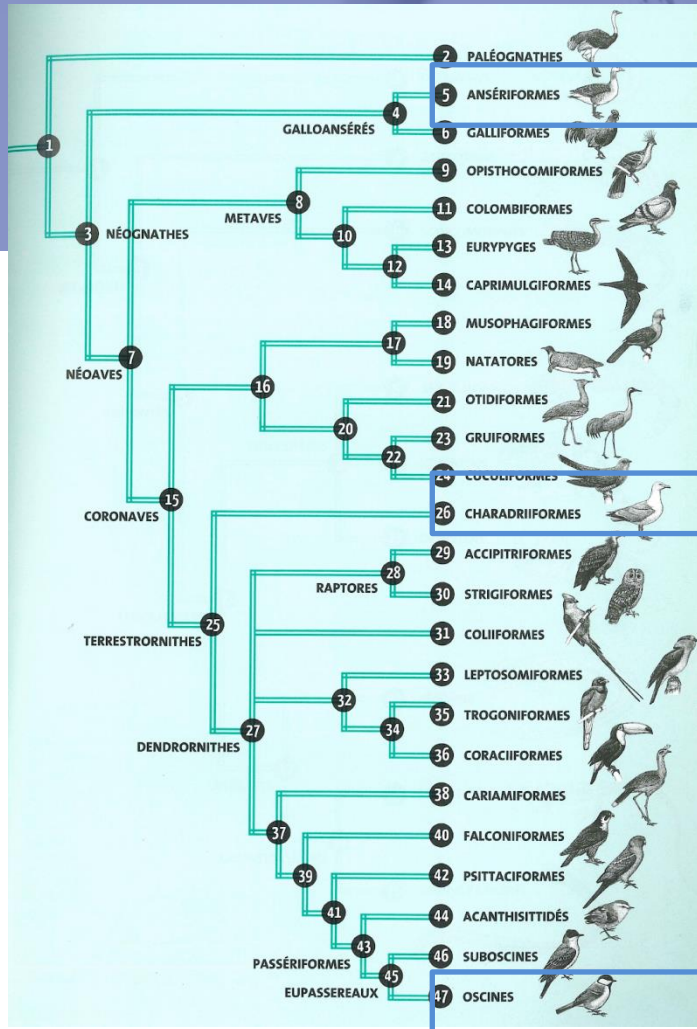 2 PALÉOGNATHES
5 ANSÉRIFORMES
4
GALLOANSÉRÉS
6 GALLIFORMES
1
9 OPISTHOCOMIFORMES
8
METAVES
11 COLOMBIFORMES
3 NÉOGNATHES
10
13 EURYPYGES
12
14 CAPRIMULGIFORMES
18 MUSOPHAGIFORMES
17
7
NÉOAVES
19 NATATORES
16
21 OTIDIFORMES
20
23 GRUIFORMES
22
24 CUCULIFORMES
15
CORONAVES
26 CHARADRIIFORMES
29 ACCIPITRIFORMES
28
RAPTORES
30 STRIGIFORMES
25
TERRESTRORNITHES
31 COLIIFORMES
33 LEPTOSOMIFORMES
32
35 TROGONIFORMES
34
27
DENDRORNITHES
36 CORACIIFORMES
38 CARIAMIFORMES
37
40 FALCONIFORMES
39
42 PSITTACIFORMES
41
44 ACANTHISITTIDÉS
43
PASSÉRIFORMES
46 SUBOSCINES
45
EUPASSEREAUX
47 OSCINES